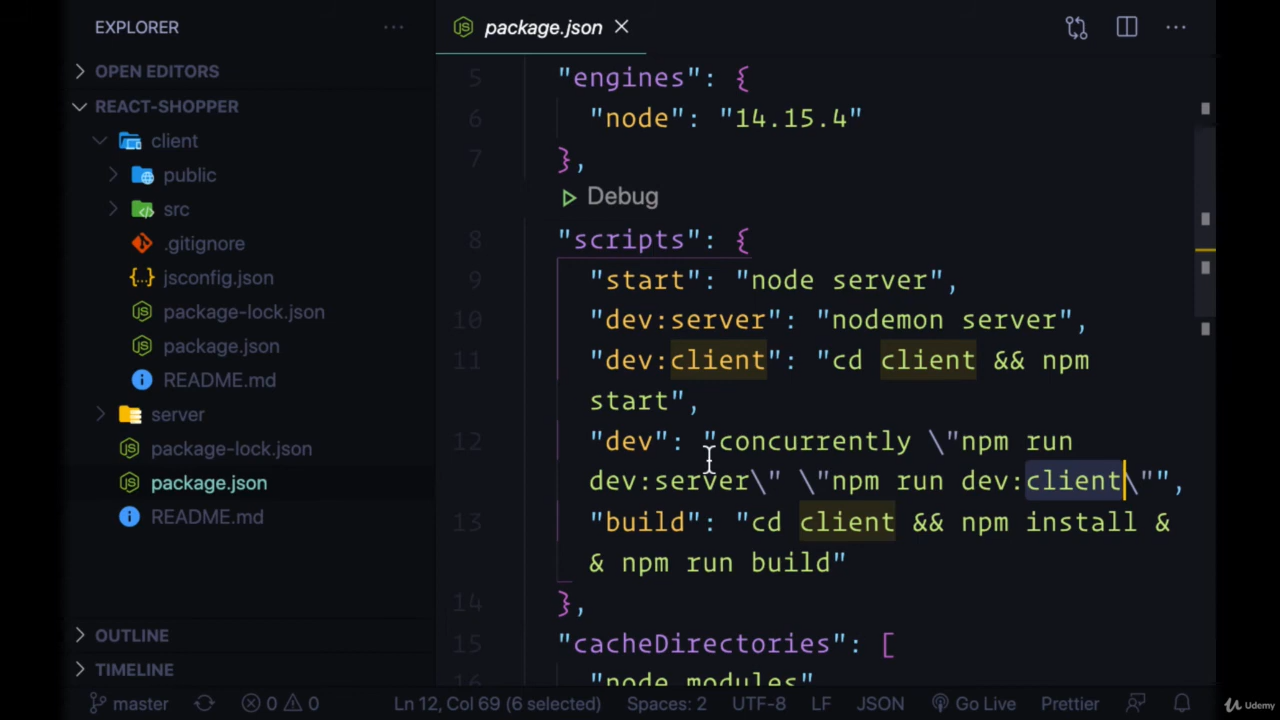 EXPLORER
OPEN EDITORS
REACT-SHOPPER
client
public
src
.gitignore
jsconfig.json
package-lock.json
package.json
README.md
server
package-lock.json
package.json
README.md
OUTLINE
TIMELINE
package.json
5 "engines": {
6 "node": "14.15.4"
7 },
Debug
8 "scripts": {
9 "start": "node server",
10 "dev:server": "nodemon server",
11 "dev:client": "cd client && npm
start",
12 "dev": "concurrently \"npm run
dev:server\" \"npm run dev:client\"",
13 "build": "cd client && npm install &
& npm run build"
14 },
15 "cacheDirectories": [
16 "node_modules"
master 0 0 Ln 12, Col 69 (6 selected) Spaces: 2 UTF-8 LF JSON Go Live Prettier
Udemy